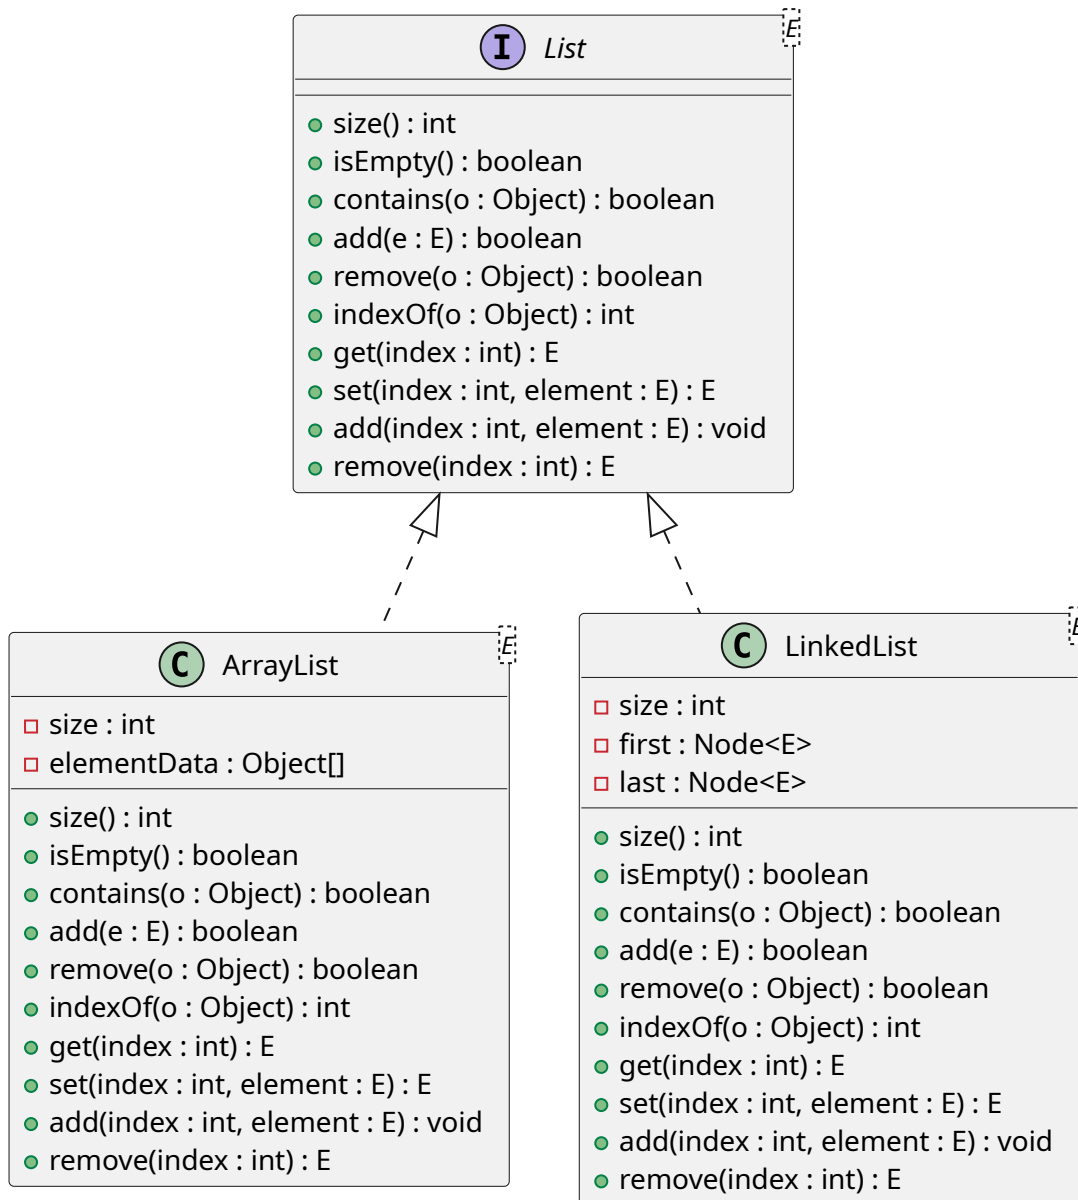 I List E
size() : int
isEmpty() : boolean
contains(o : Object) : boolean
add(e : E) : boolean
remove(o : Object) : boolean
indexOf(o : Object) : int
get(index : int) : E
set(index : int, element : E) : E
add(index : int, element : E) : void
remove(index : int) : E
C ArrayList E
size : int
elementData : Object[]
size() : int
isEmpty() : boolean
contains(o : Object) : boolean
add(e : E) : boolean
remove(o : Object) : boolean
indexOf(o : Object) : int
get(index : int) : E
set(index : int, element : E) : E
add(index : int, element : E) : void
remove(index : int) : E
C LinkedList E
size : int
first : Node<E>
last : Node<E>
size() : int
isEmpty() : boolean
contains(o : Object) : boolean
add(e : E) : boolean
remove(o : Object) : boolean
indexOf(o : Object) : int
get(index : int) : E
set(index : int, element : E) : E
add(index : int, element : E) : void
remove(index : int) : E